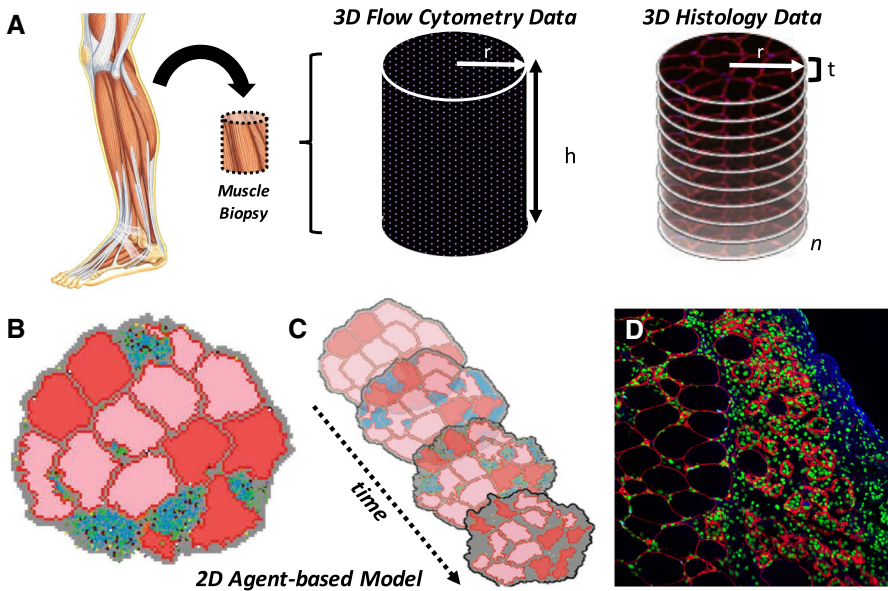 A
3D Flow Cytometry Data
3D Histology Data
r
r
t
h
Muscle
Biopsy
n
B
C
D
time
2D Agent-based Model